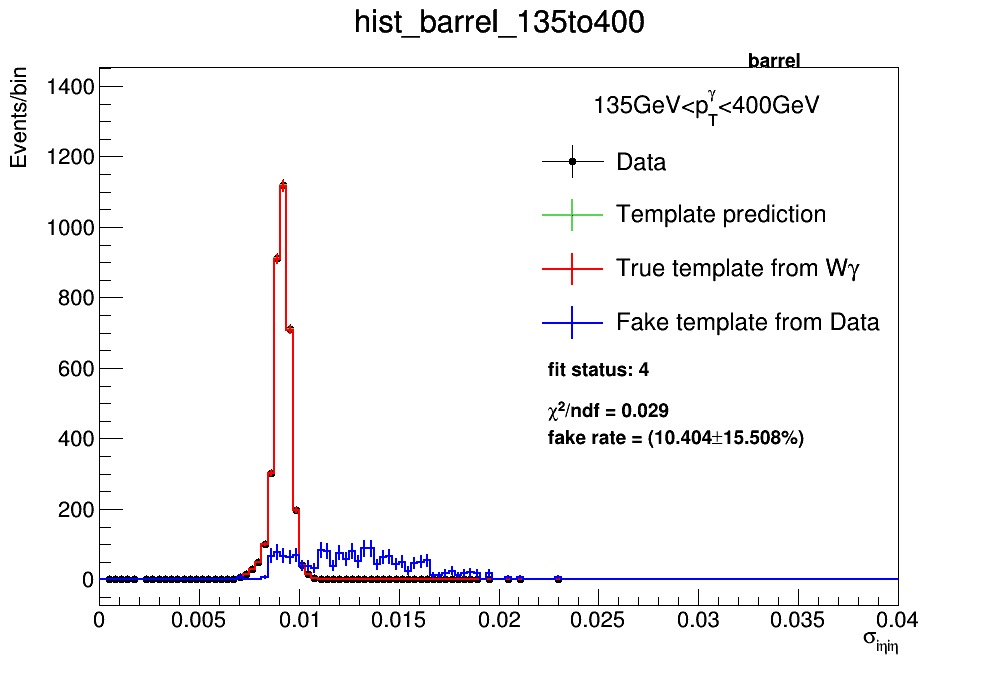 hist_barrel_135to400
barrel
Events/bin
135GeV<p_T^γ<400GeV
Data
Template prediction
True template from Wγ
Fake template from Data
fit status: 4
χ²/ndf = 0.029
fake rate = (10.404±15.508%)
1400
1200
1000
800
600
400
200
0
0 0.005 0.01 0.015 0.02 0.025 0.03 0.035 0.04
σ_iηiη